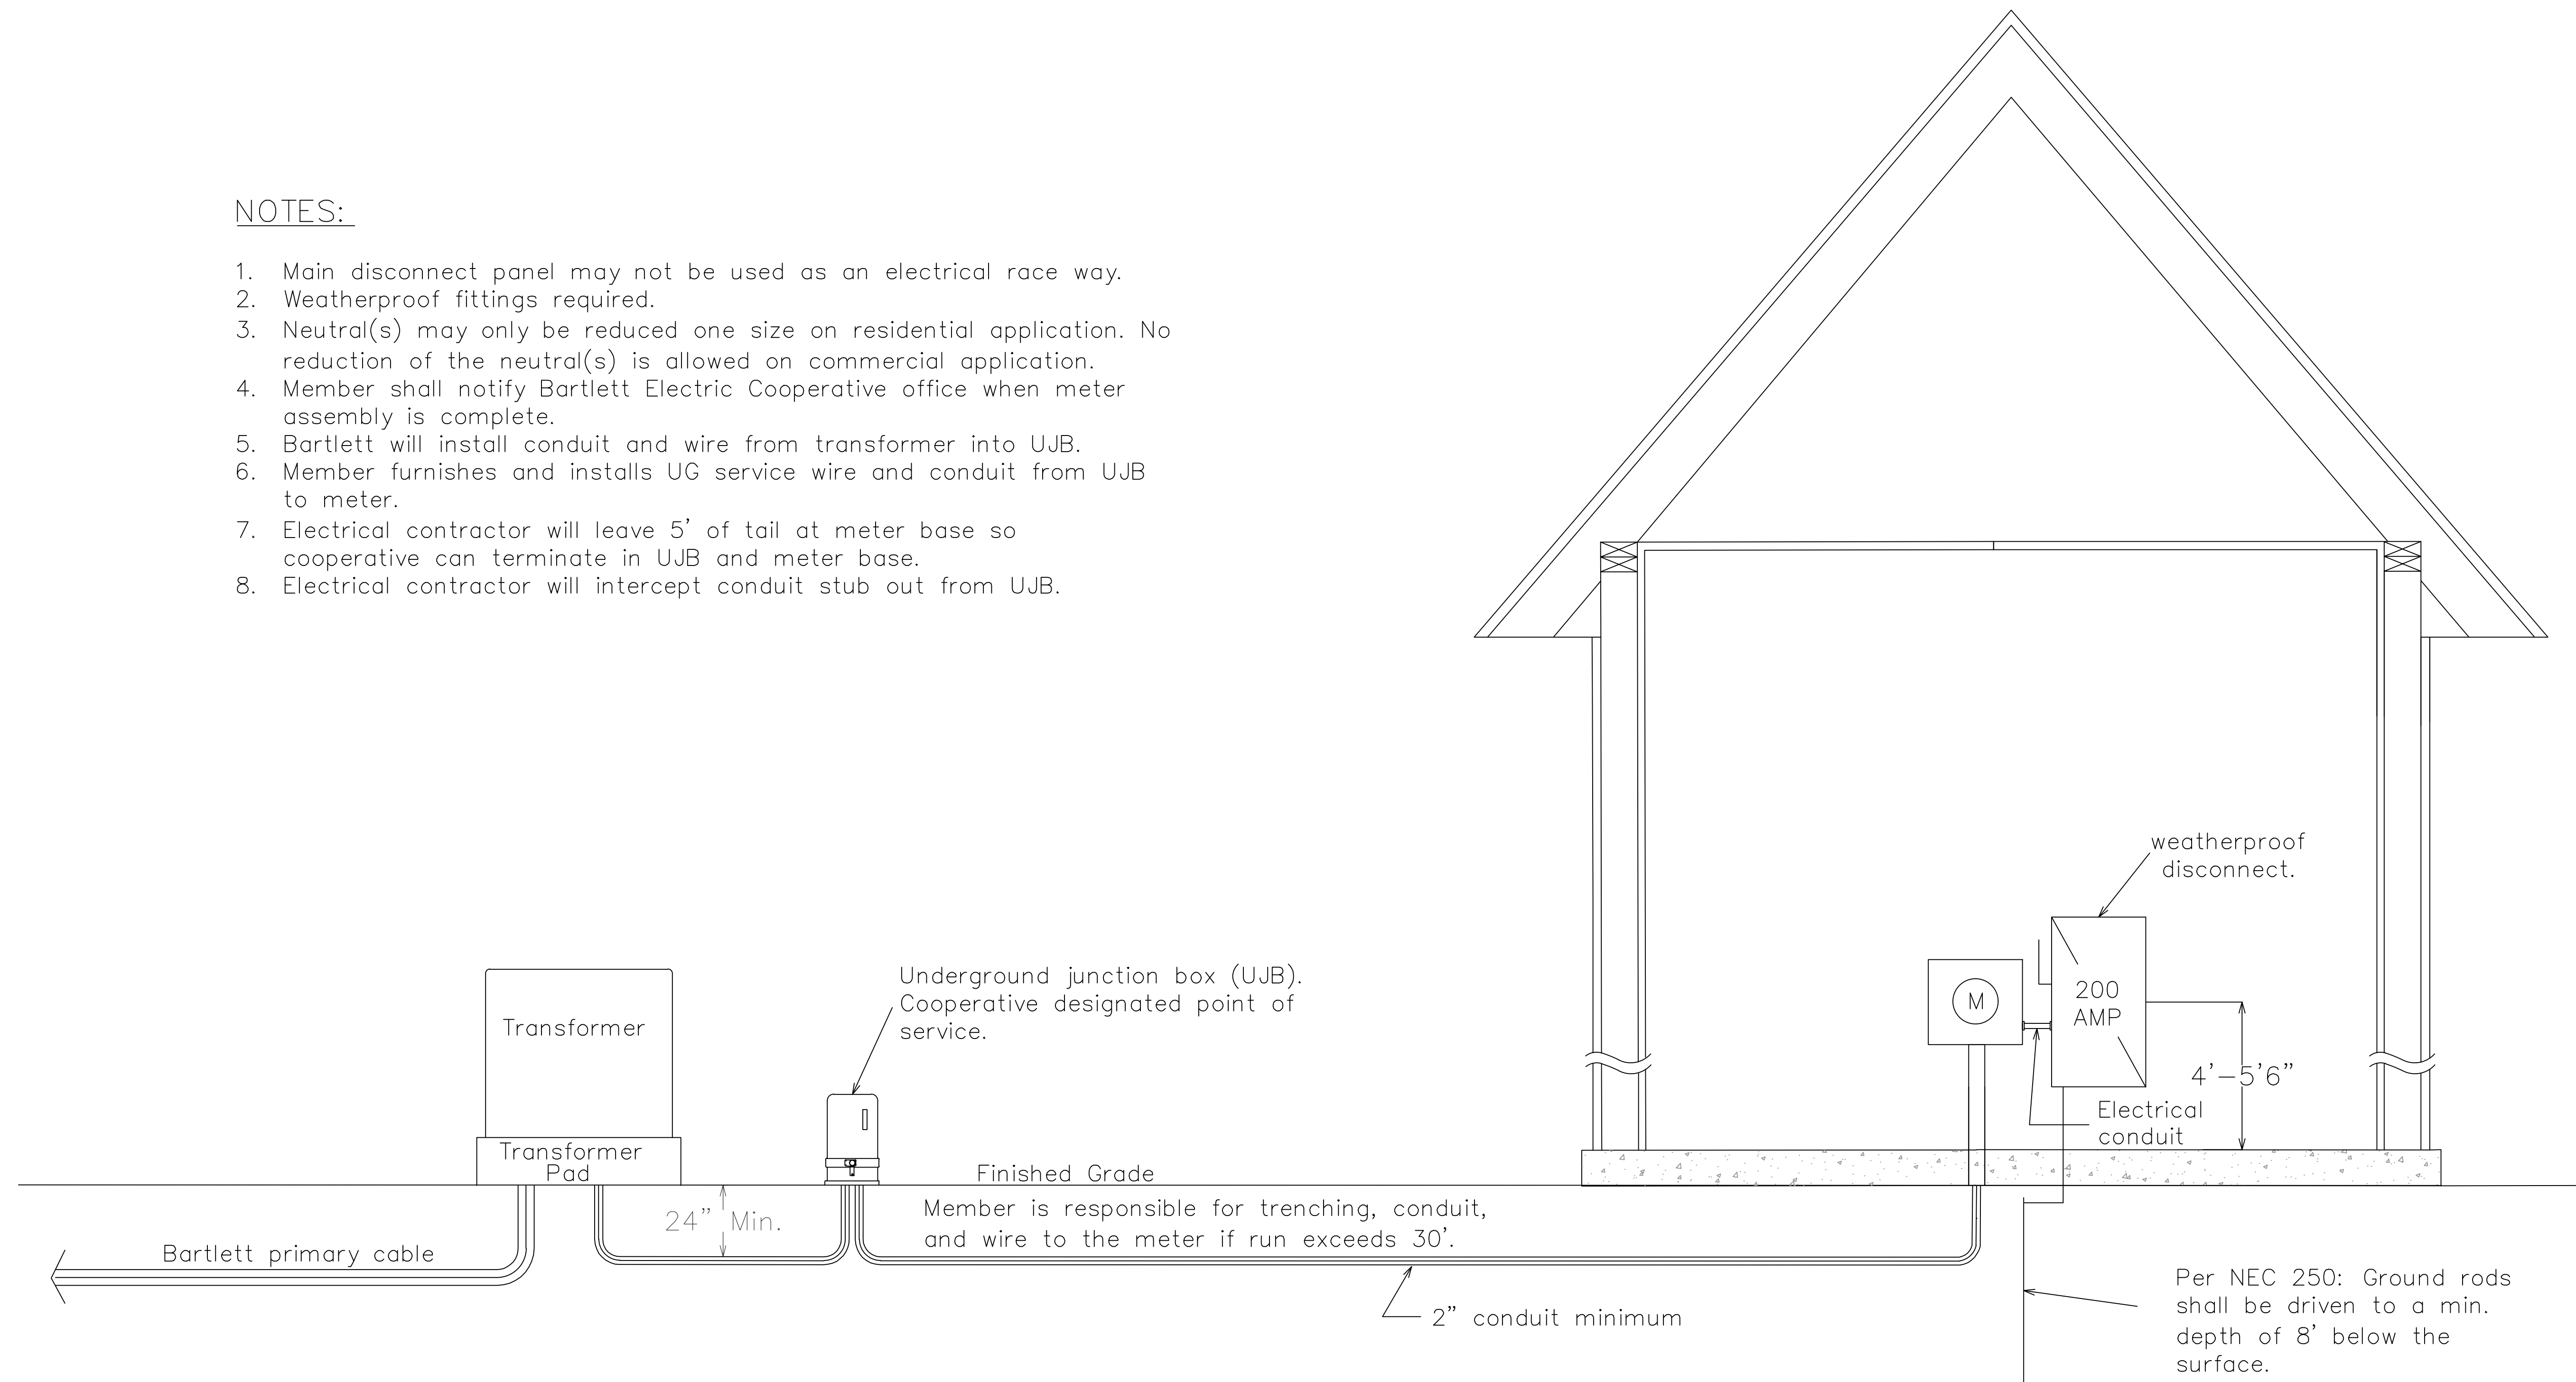 NOTES:
1. Main disconnect panel may not be used as an electrical race way.
2. Weatherproof fittings required.
3. Neutral(s) may only be reduced one size on residential application. No
reduction of the neutral(s) is allowed on commercial application.
4. Member shall notify Bartlett Electric Cooperative office when meter
assembly is complete.
5. Bartlett will install conduit and wire from transformer into UJB.
6. Member furnishes and installs UG service wire and conduit from UJB
to meter.
7. Electrical contractor will leave 5' of tail at meter base so
cooperative can terminate in UJB and meter base.
8. Electrical contractor will intercept conduit stub out from UJB.
weatherproof
disconnect.
Underground junction box (UJB).
Cooperative designated point of
service.
Transformer
M
200
AMP
4'-5'6"
Electrical
conduit
Transformer
Pad
Finished Grade
24" Min.
Member is responsible for trenching, conduit,
and wire to the meter if run exceeds 30'.
Bartlett primary cable
2" conduit minimum
Per NEC 250: Ground rods
shall be driven to a min.
depth of 8' below the
surface.